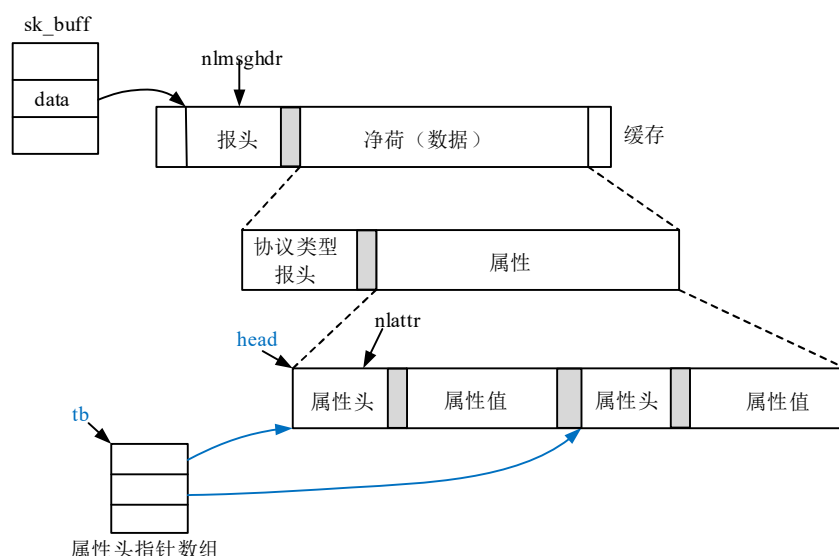 sk_buff
nlmsghdr
data
报头
净荷（数据）
缓存
协议类型
报头
属性
nlattr
head
属性头
属性值
属性头
属性值
tb
属性头指针数组